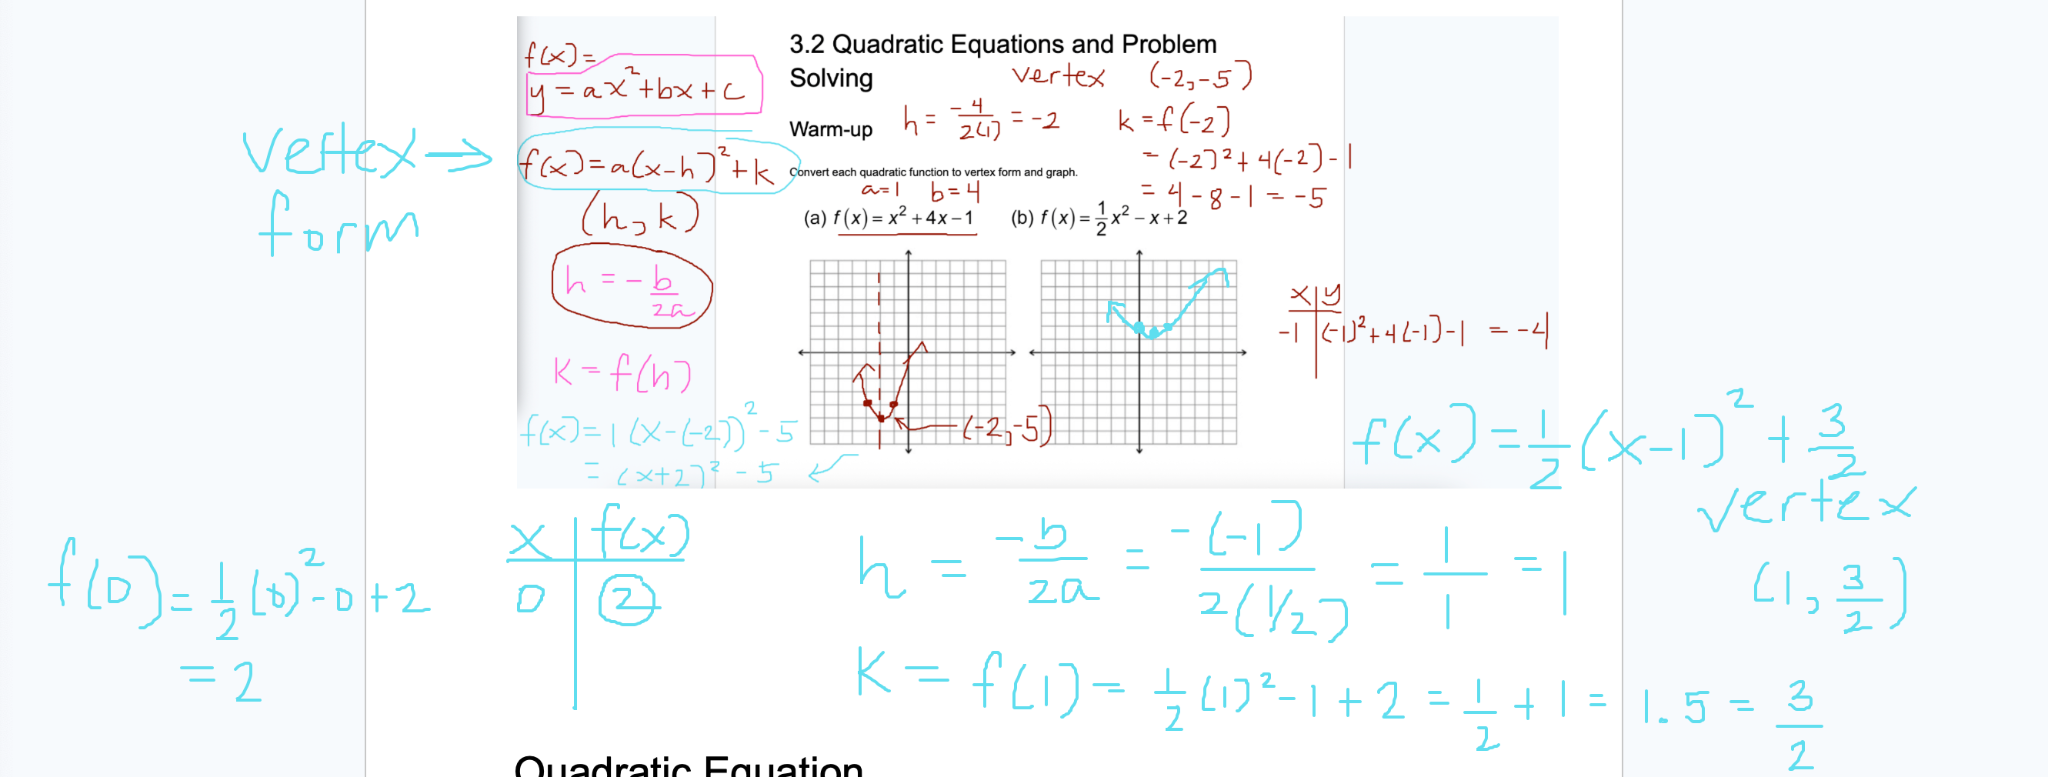 3.2 Quadratic Equations and Problem
Solving
Warm-up
Convert each quadratic function to vertex form and graph.
(a) f(x) = x² + 4x − 1
(b) f(x) = 1/2 x² − x + 2
f(x) =
y = ax² + bx + c
vertex → f(x) = a(x-h)² + k
form
(h, k)
h = -b/2a
k = f(h)
f(x) = 1(x-(-2))² - 5
= (x+2)² - 5
vertex (-2, -5)
h = -4/2(1) = -2
k = f(-2)
= (-2)² + 4(-2) - 1
= 4 - 8 - 1 = -5
a = 1 b = 4
(-2, -5)
x | y
-1 | (-1)² + 4(-1) - 1 = -4
f(x) = 1/2 (x-1)² + 3/2
vertex
(1, 3/2)
f(0) = 1/2 (0)² - 0 + 2
= 2
x | f(x)
0 | 2
h = -b/2a = -(-1)/2(1/2) = 1/1 = 1
K = f(1) = 1/2 (1)² - 1 + 2 = 1/2 + 1 = 1.5 = 3/2
Quadratic Equation